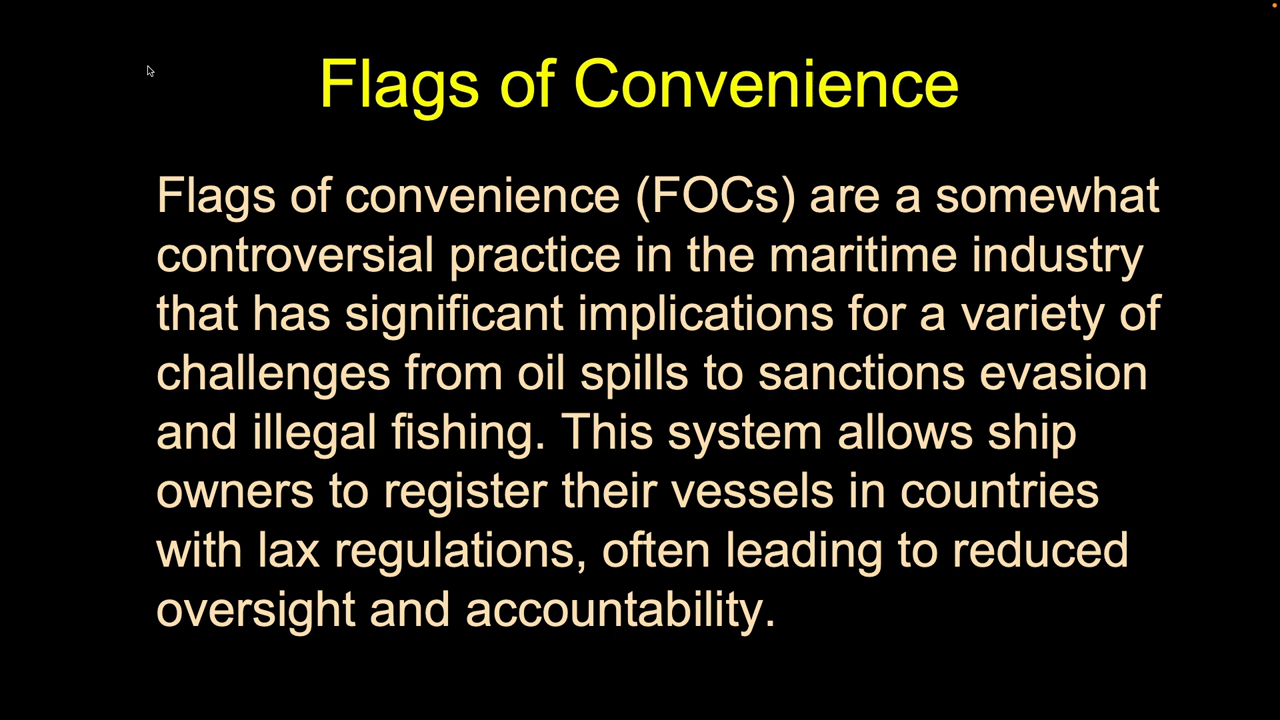 Flags of Convenience
Flags of convenience (FOCs) are a somewhat
controversial practice in the maritime industry
that has significant implications for a variety of
challenges from oil spills to sanctions evasion
and illegal fishing. This system allows ship
owners to register their vessels in countries
with lax regulations, often leading to reduced
oversight and accountability.